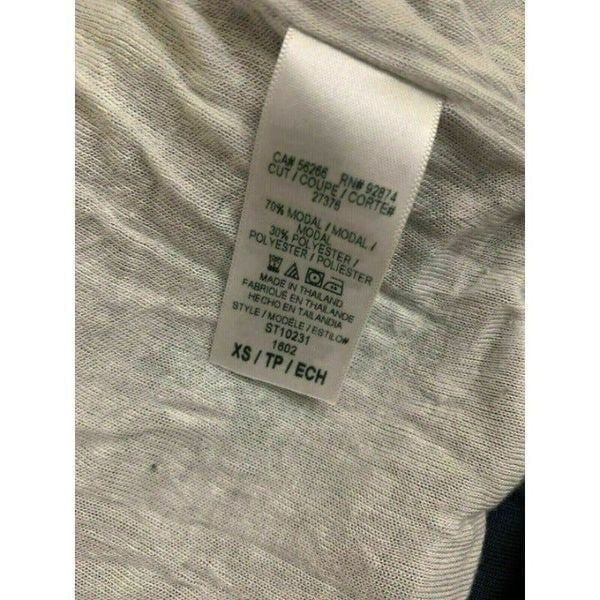 CA# 56266 RN# 92874
CUT / COUPE / CORTE#
27376
70% MODAL / MODAL /
MODAL
30% POLYESTER /
POLYESTER / POLIÉSTER
MADE IN THAILAND
FABRIQUÉ EN THAÏLANDE
HECHO EN TAILANDIA
STYLE / MODÈLE / ESTILO#
ST10231
1602
XS / TP / ECH